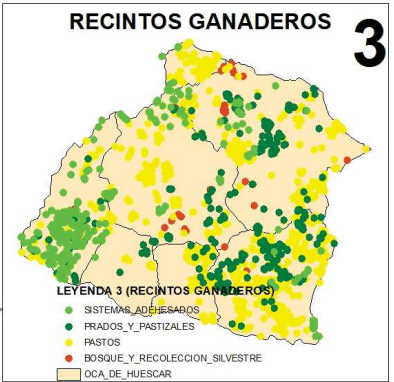 RECINTOS GANADEROS
3
LEYENDA 3 (RECINTOS GANADEROS)
SISTEMAS_ADEHESADOS
PRADOS_Y_PASTIZALES
PASTOS
BOSQUE_Y_RECOLECCION_SILVESTRE
OCA_DE_HUESCAR